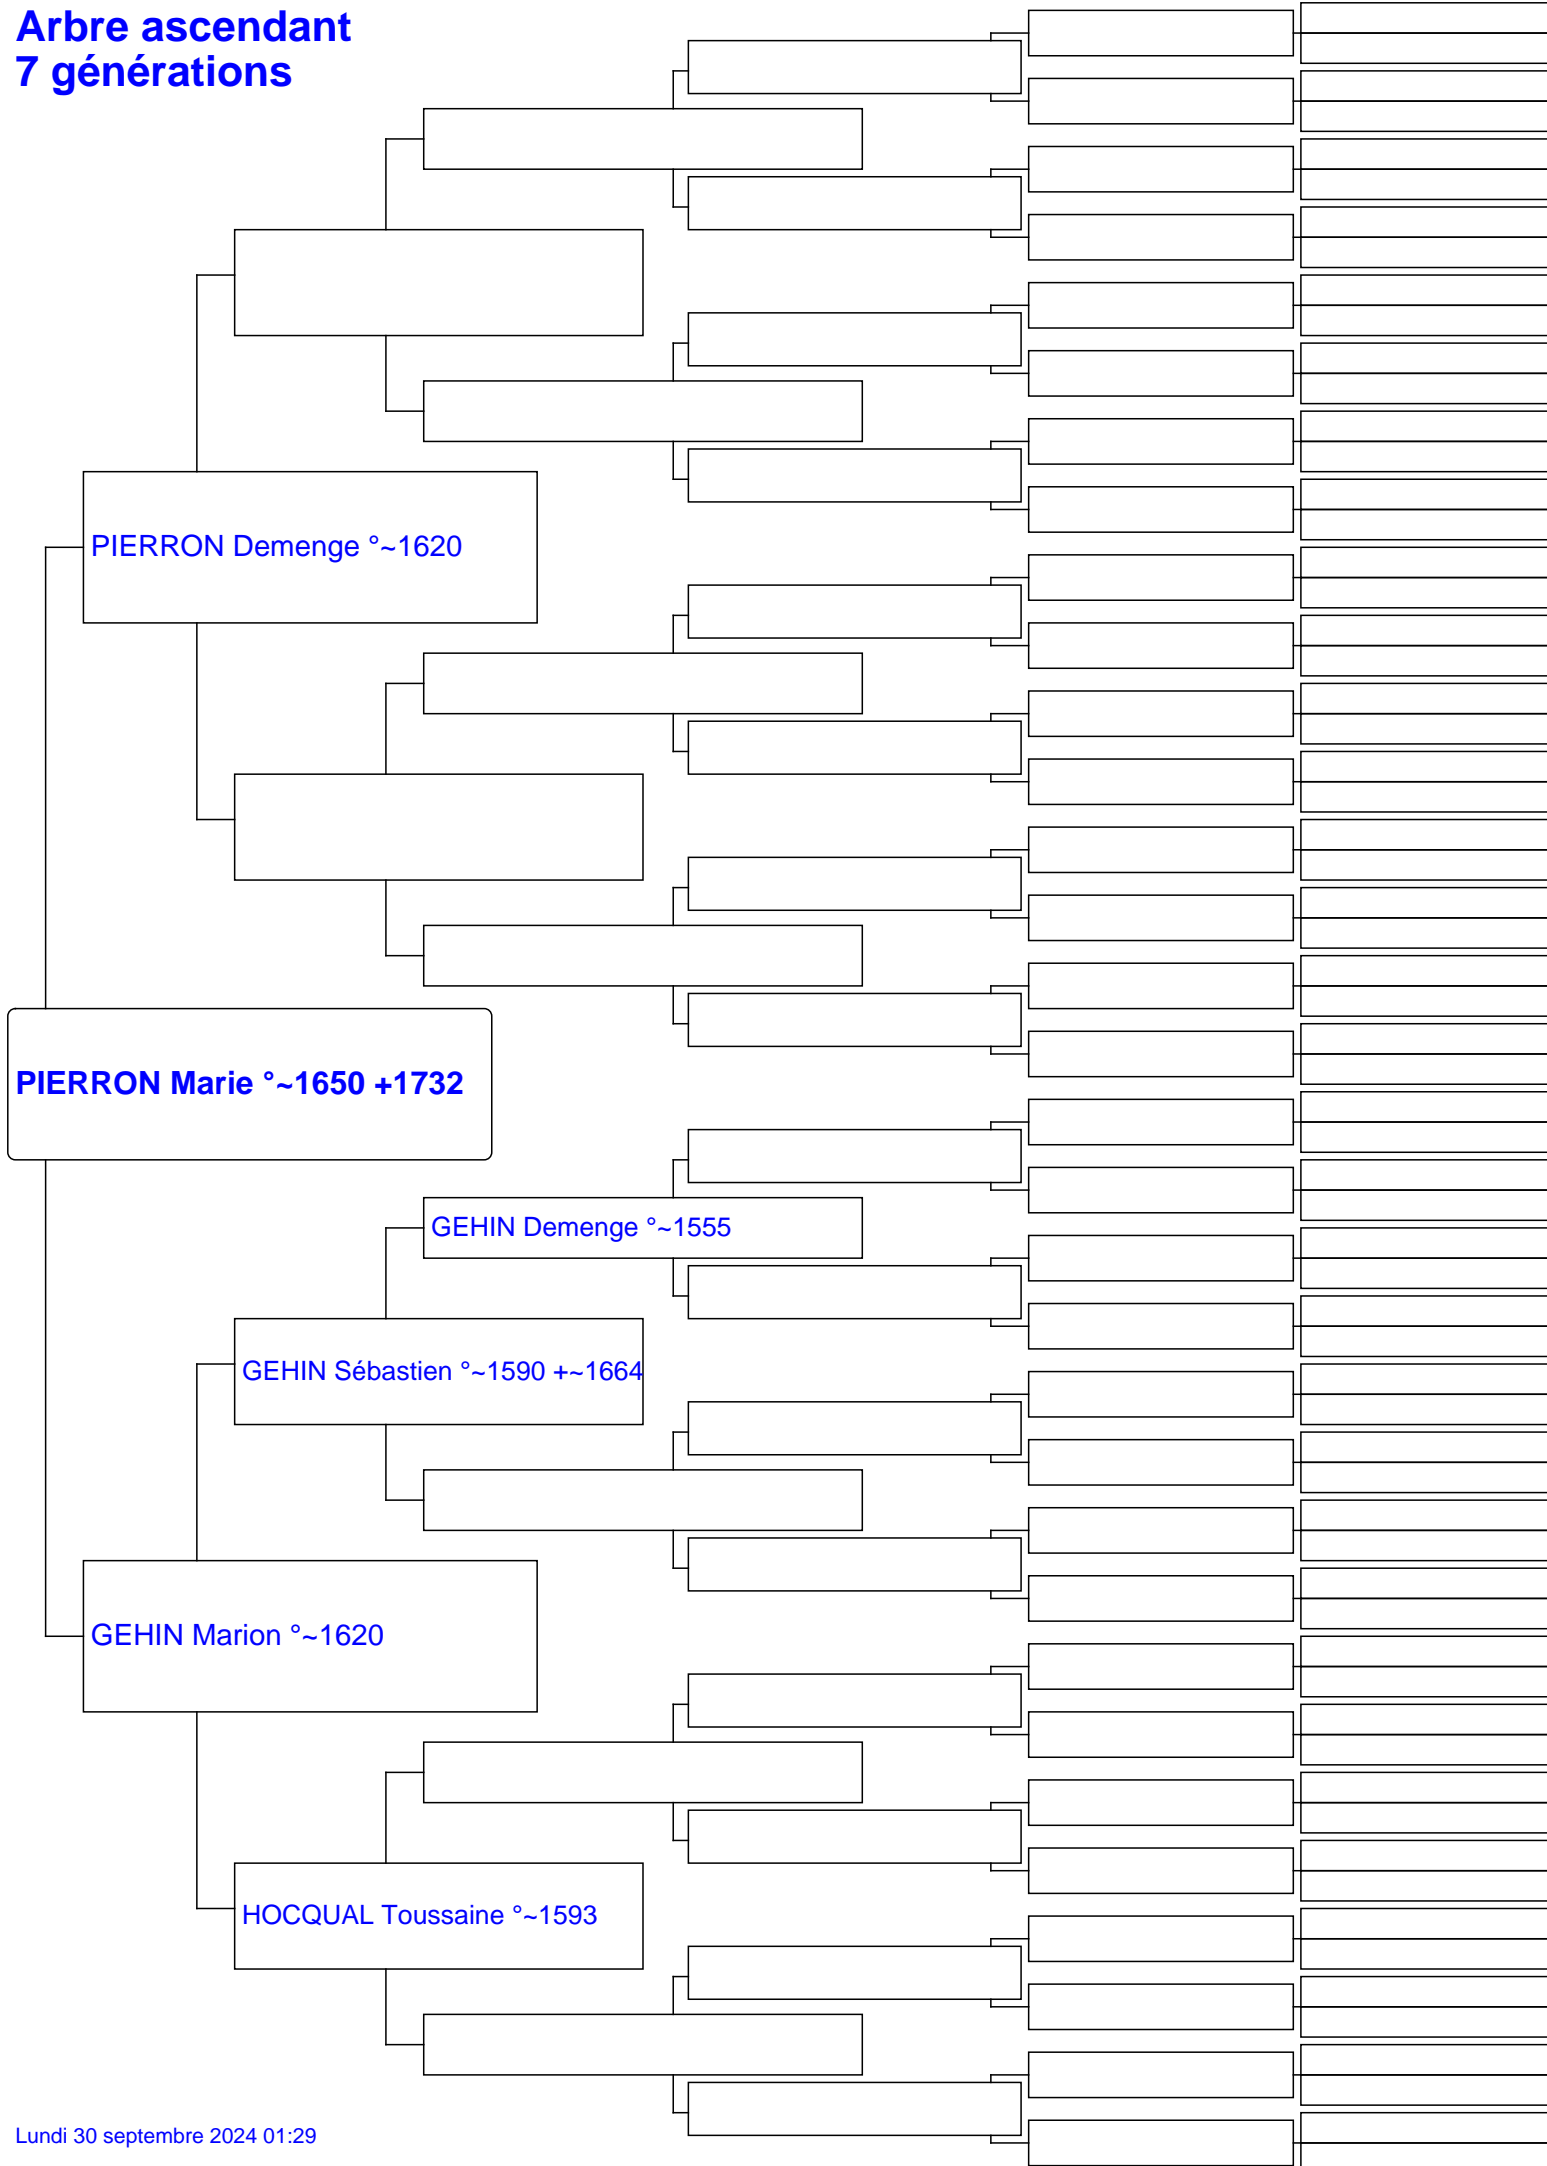 Arbre ascendant
7 générations
PIERRON Demenge °~1620
PIERRON Marie °~1650 +1732
GEHIN Demenge °~1555
GEHIN Sébastien °~1590 +~1664
GEHIN Marion °~1620
HOCQUAL Toussaine °~1593
Lundi 30 septembre 2024 01:29